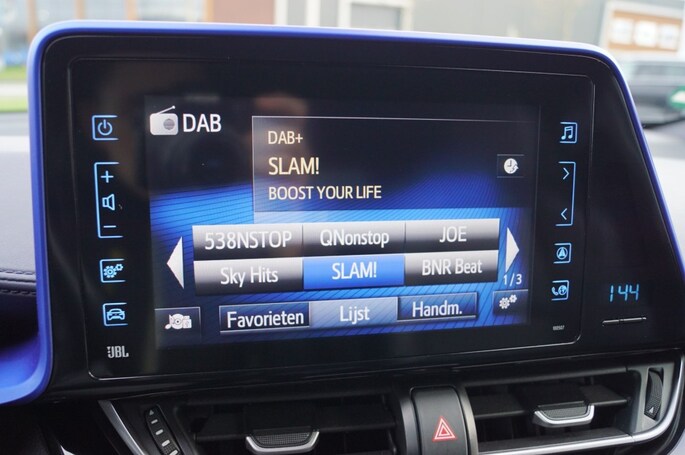 DAB
DAB+
SLAM!
BOOST YOUR LIFE
538NSTOP QNonstop JOE
Sky Hits SLAM! BNR Beat
1/3
Favorieten Lijst Handm.
144
JBL